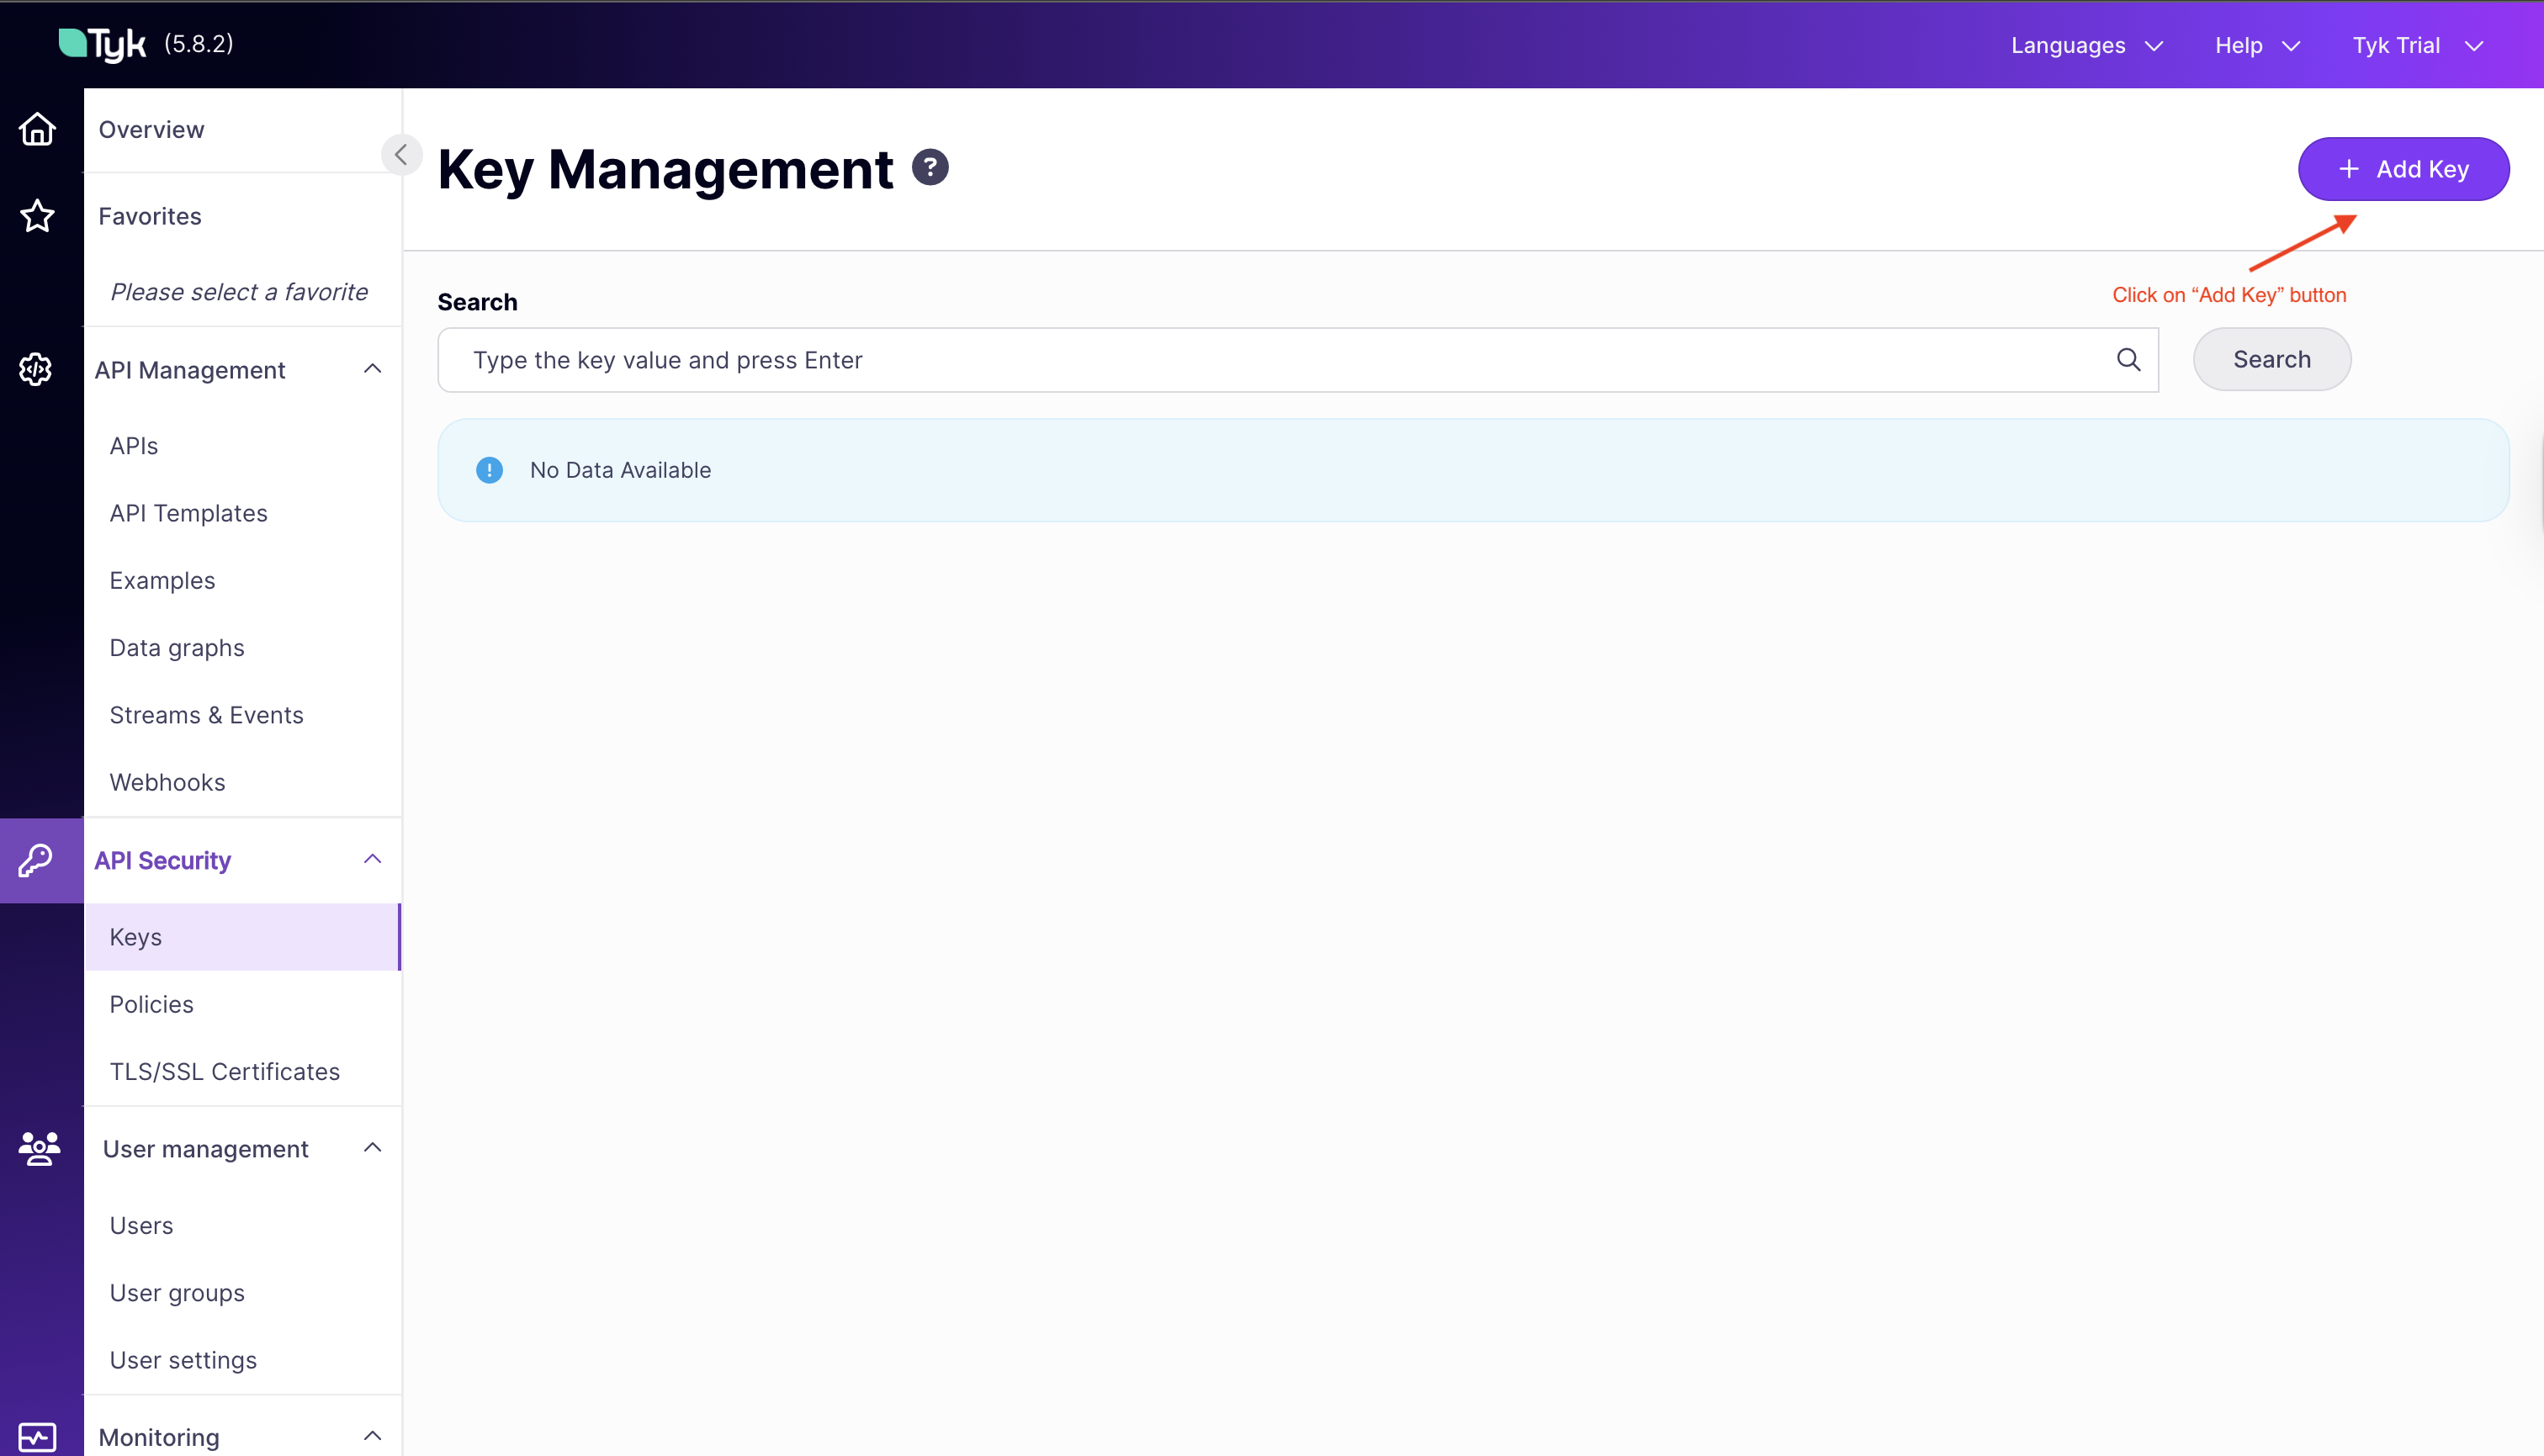 Tyk (5.8.2)
Languages
Help
Tyk Trial
Overview
Favorites
Please select a favorite
API Management
APIs
API Templates
Examples
Data graphs
Streams & Events
Webhooks
API Security
Keys
Policies
TLS/SSL Certificates
User management
Users
User groups
User settings
Monitoring
Key Management ?
+ Add Key
Click on “Add Key” button
Search
Type the key value and press Enter
Search
No Data Available